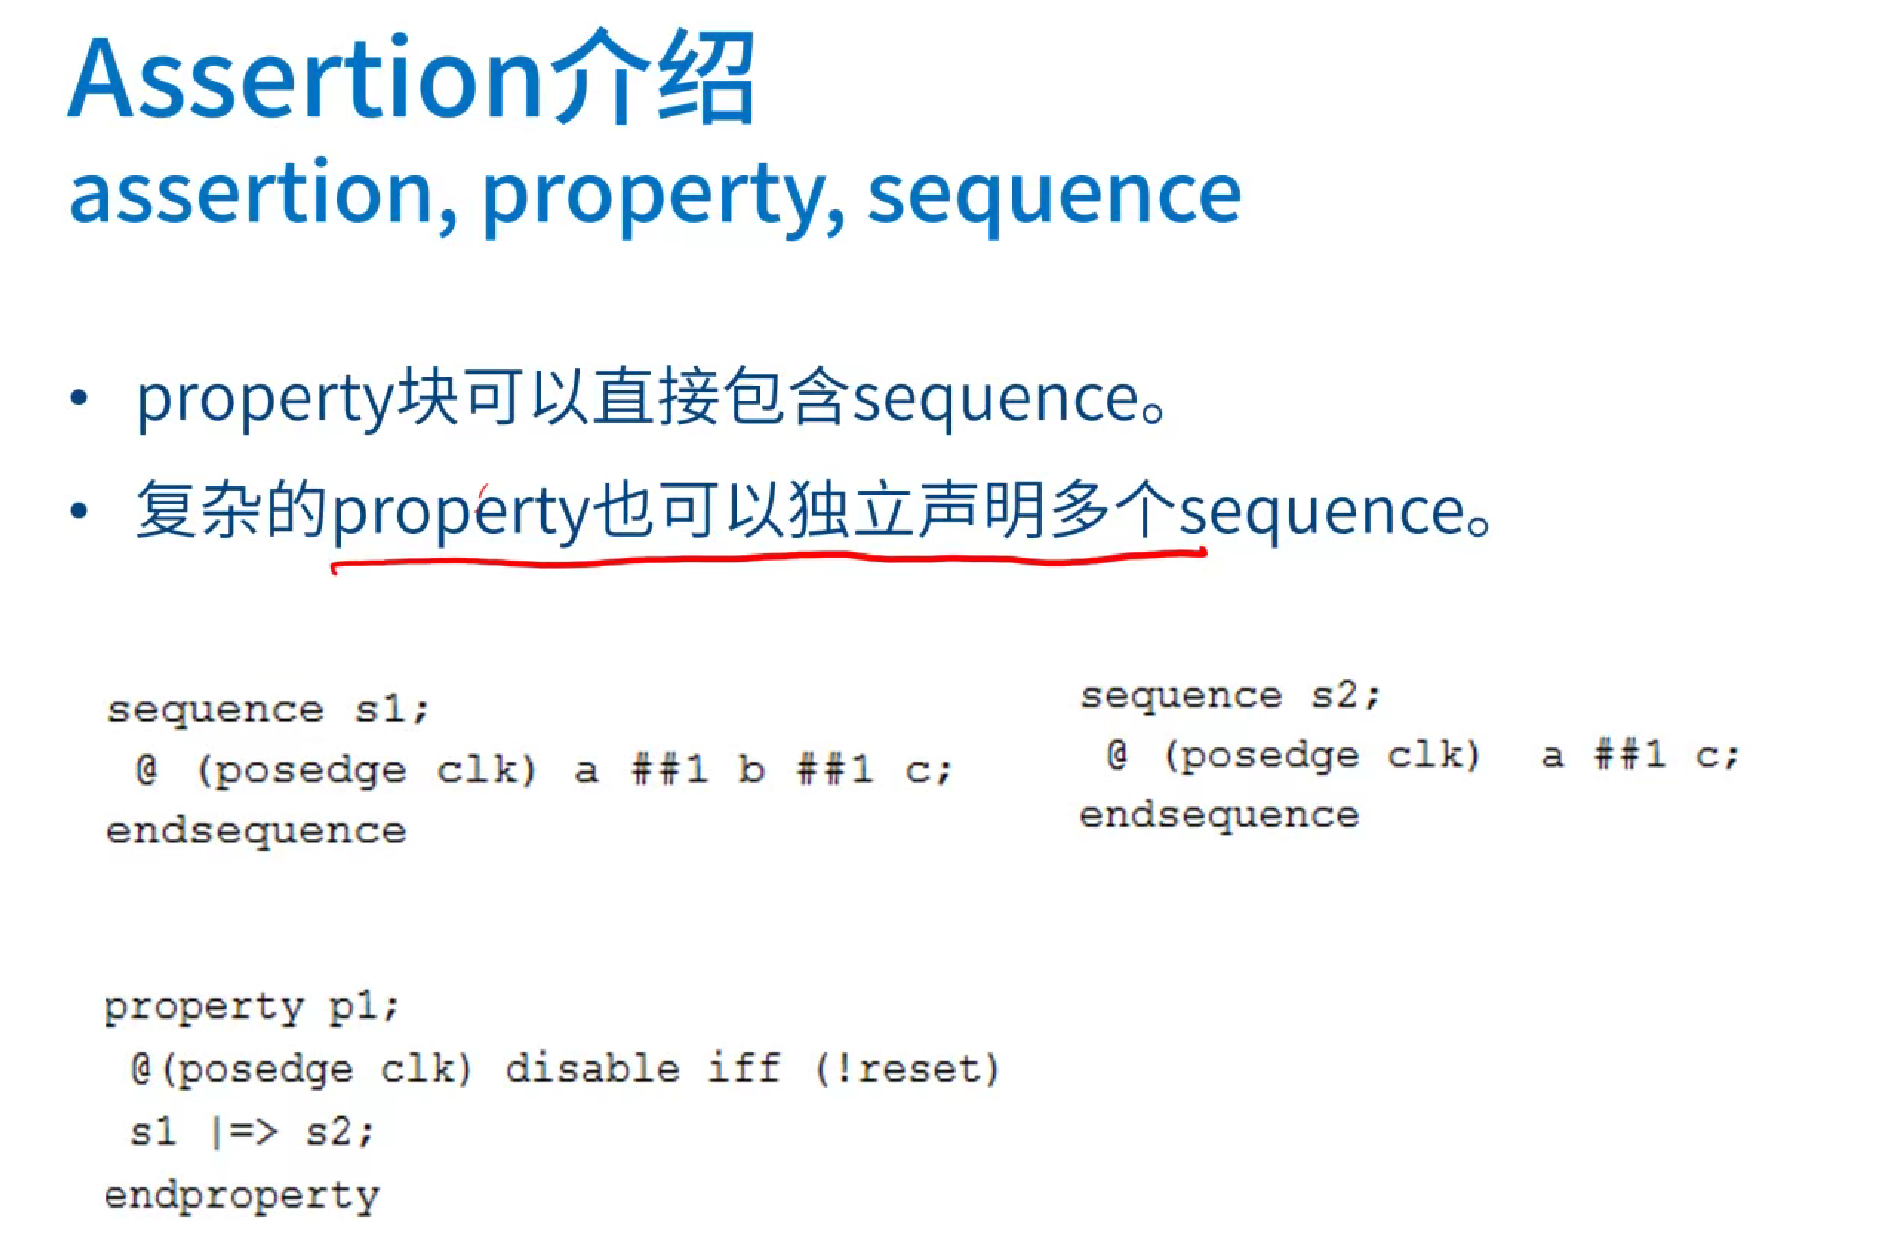 Assertion介绍
assertion, property, sequence
• property块可以直接包含sequence。
• 复杂的property也可以独立声明多个sequence。
sequence s1;
@ (posedge clk) a ##1 b ##1 c;
endsequence
sequence s2;
@ (posedge clk)  a ##1 c;
endsequence
property p1;
@(posedge clk) disable iff (!reset)
s1 |=> s2;
endproperty